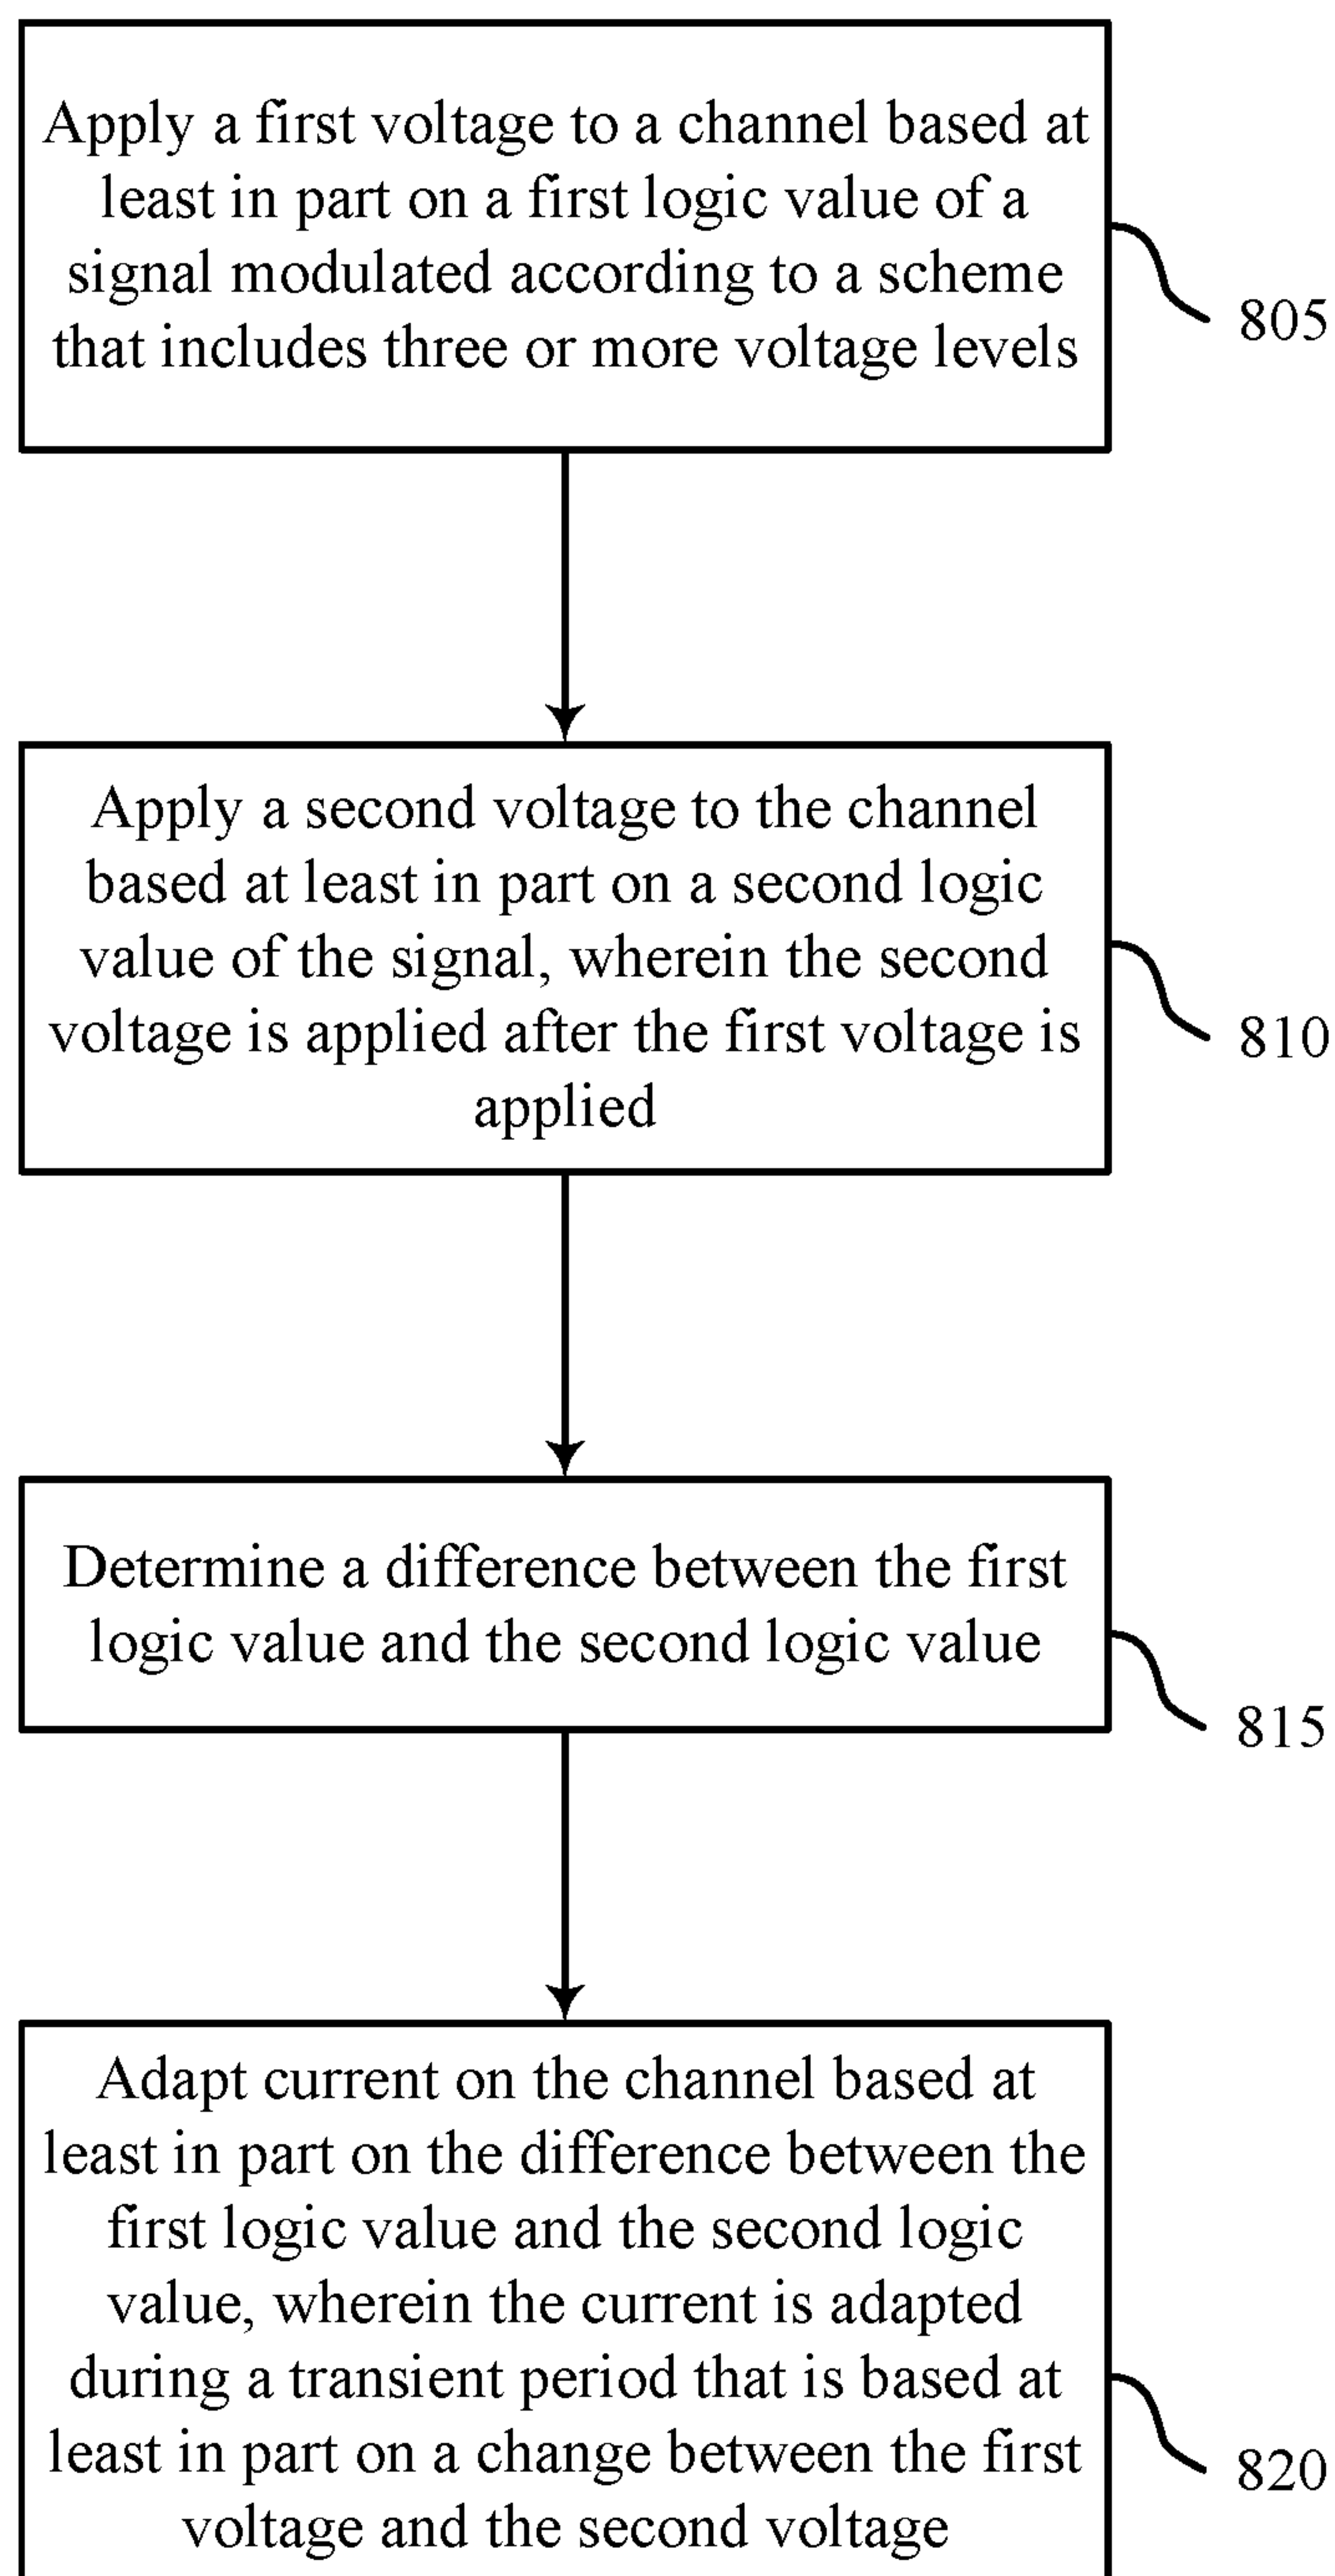 Apply a first voltage to a channel based at
least in part on a first logic value of a
signal modulated according to a scheme
that includes three or more voltage levels
805
Apply a second voltage to the channel
based at least in part on a second logic
value of the signal, wherein the second
voltage is applied after the first voltage is
applied
810
Determine a difference between the first
logic value and the second logic value
815
Adapt current on the channel based at
least in part on the difference between the
first logic value and the second logic
value, wherein the current is adapted
during a transient period that is based at
least in part on a change between the first
voltage and the second voltage
820